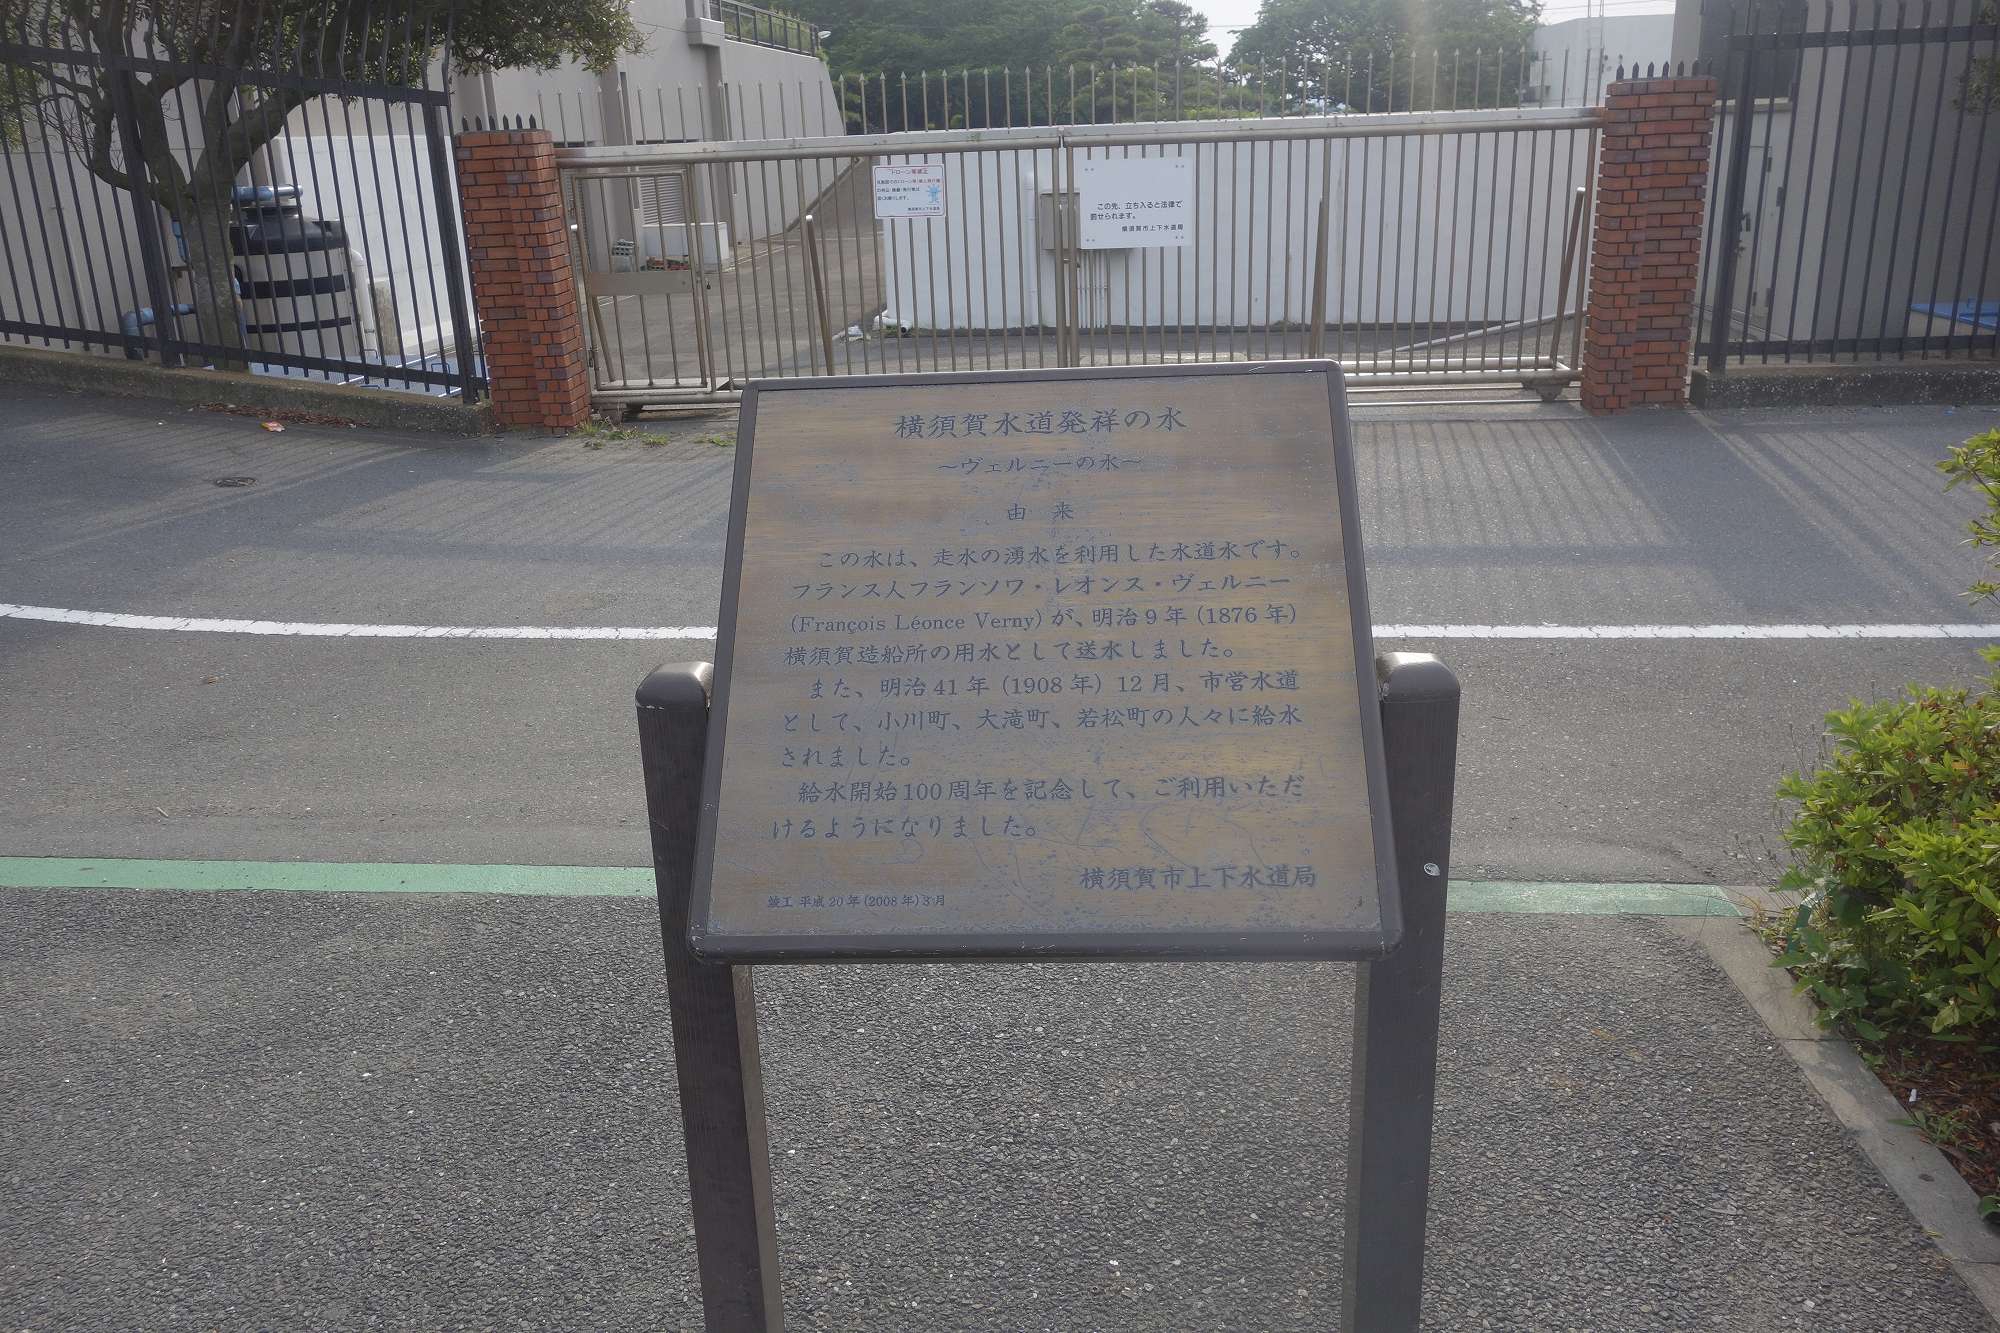 ドローン等禁止
この先、立ち入ると法律で
罰せられます。
横須賀市上下水道局
横須賀水道発祥の水
～ヴェルニーの水～
由 来
この水は、走水の湧水を利用した水道水です。
フランス人フランソワ・レオンス・ヴェルニー
(François Léonce Verny) が、明治9年 (1876年)
横須賀造船所の用水として送水しました。
また、明治41年 (1908年) 12月、市営水道
として、小川町、大滝町、若松町の人々に給水
されました。
給水開始100周年を記念して、ご利用いただ
けるようになりました。
横須賀市上下水道局
竣工 平成20年(2008年)3月